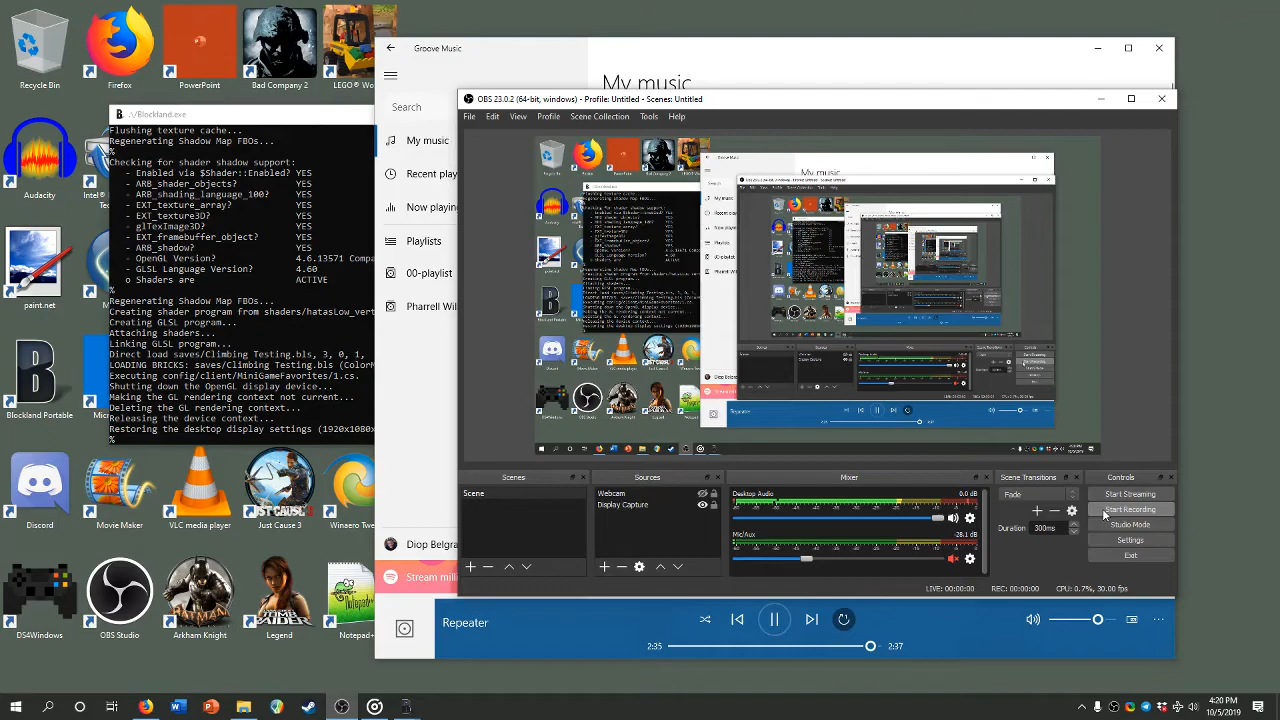 Recycle Bin
Firefox
PowerPoint
Bad Company 2
LEGO® Wo
Audacity
paint.net
Blockland Portable
Discord
Movie Maker
VLC media player
Just Cause 3
DS4Windows
OBS Studio
Arkham Knight
Legend
Notepad+
Blockland.exe
Flushing texture cache...
Regenerating Shadow Map FBOs...
%
Checking for shader shadow support:
- Enabled via $Shader::Enabled? YES
- ARB_shader_objects? YES
- ARB_shading_language_100? YES
- EXT_texture_array? YES
- EXT_texture3D? YES
- glTexImage3D? YES
- EXT_framebuffer_object? YES
- ARB_shadow? YES
- OpenGL Version? 4.6.13571 Compa
- GLSL Language Version? 4.60
- Shaders are ACTIVE
%
Regenerating Shadow Map FBOs...
Creating shader program from shaders/hatasLow_vert
Creating GLSL program...
Attaching shaders...
Linking GLSL program...
Direct load saves/Climbing Testing.bls, 3, 0, 1,
LOADING BRICKS: saves/Climbing Testing.bls (Colorm
Executing config/client/MiniGameFavorites/1.cs.
Shutting down the OpenGL display device...
Making the GL rendering context not current...
Deleting the GL rendering context...
Releasing the device context...
Restoring the desktop display settings (1920x1080x
%
Groove Music
My music
Search
My music
Recent play
Now playing
Playlists
00-playlist
Pharrell Wil
Diop Belgra
Stream milli
OBS 23.0.2 (64-bit, windows) - Profile: Untitled - Scenes: Untitled
File Edit View Profile Scene Collection Tools Help
Scenes
Scene
Sources
Webcam
Display Capture
Mixer
Desktop Audio 0.0 dB
Mic/Aux -28.1 dB
Scene Transitions
Fade
Duration 300ms
Controls
Start Streaming
Start Recording
Studio Mode
Settings
Exit
LIVE: 00:00:00 REC: 00:00:00 CPU: 0.7%, 30.00 fps
Repeater
2:35
2:37
4:20 PM
10/5/2019